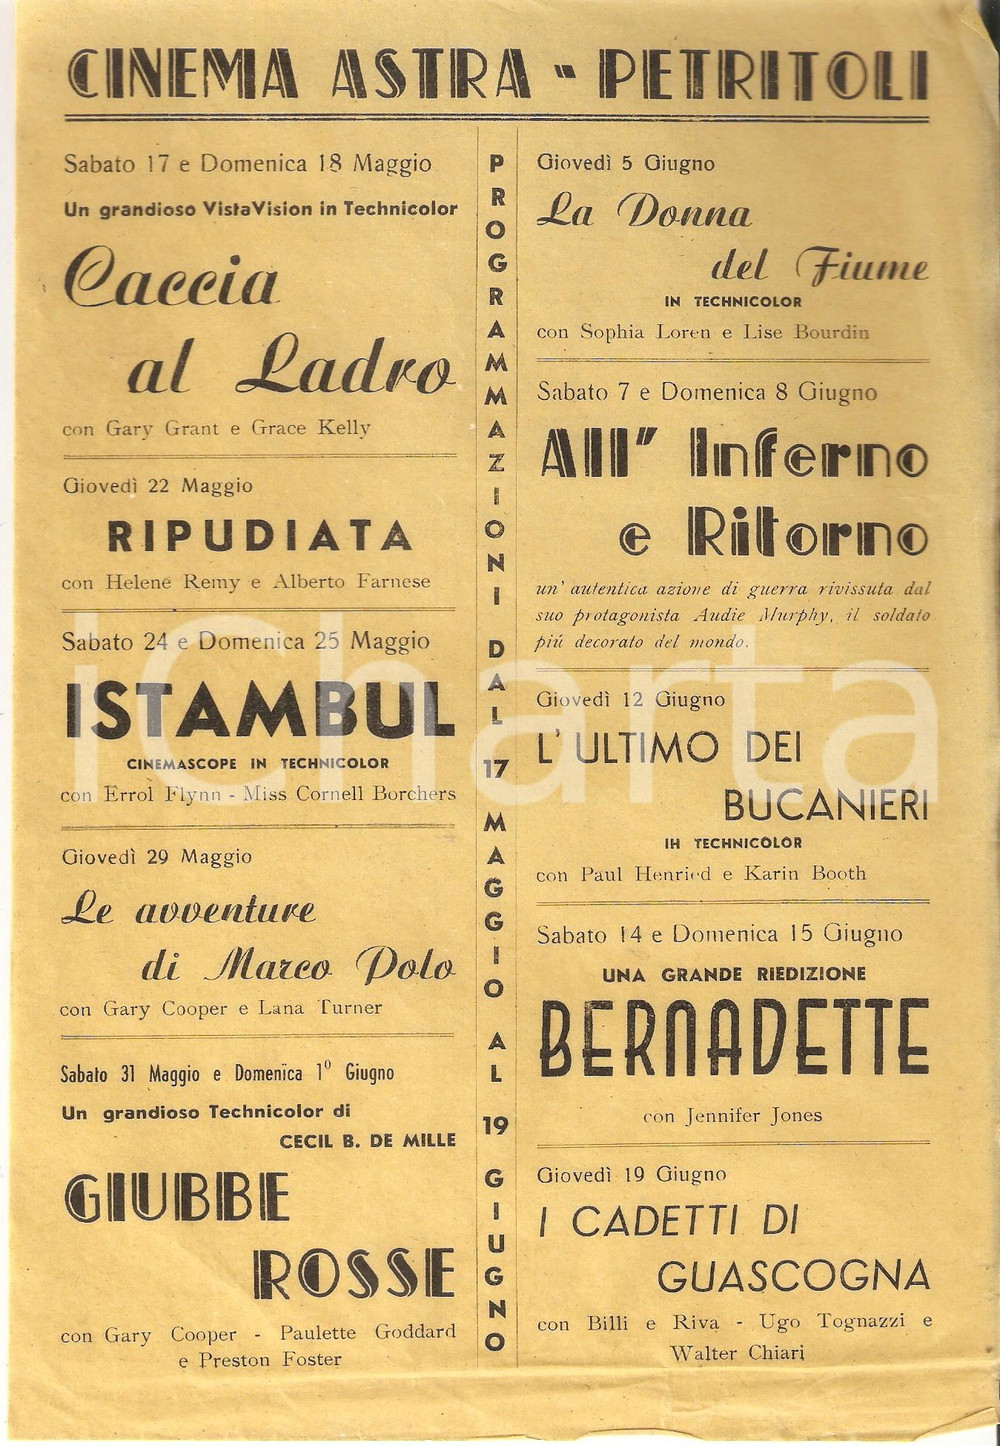 CINEMA ASTRA - PETRITOLI
Sabato 17 e Domenica 18 Maggio
Un grandioso VistaVision in Technicolor
Caccia
al Ladro
con Gary Grant e Grace Kelly
Giovedì 22 Maggio
RIPUDIATA
con Helene Remy e Alberto Farnese
Sabato 24 e Domenica 25 Maggio
ISTAMBUL
CINEMASCOPE IN TECHNICOLOR
con Errol Flynn - Miss Cornell Borchers
Giovedì 29 Maggio
Le avventure
di Marco Polo
con Gary Cooper e Lana Turner
Sabato 31 Maggio e Domenica 1º Giugno
Un grandioso Technicolor di
CECIL B. DE MILLE
GIUBBE
ROSSE
con Gary Cooper - Paulette Goddard
e Preston Foster
PROGRAMMAZIONI DAL 17 MAGGIO AL 19 GIUGNO
Giovedì 5 Giugno
La Donna
del Fiume
IN TECHNICOLOR
con Sophia Loren e Lise Bourdin
Sabato 7 e Domenica 8 Giugno
All" Inferno
e Ritorno
un' autentica azione di guerra rivissuta dal
suo protagonista Audie Murphy, il soldato
più decorato del mondo.
Giovedì 12 Giugno
L' ULTIMO DEI
BUCANIERI
IH TECHNICOLOR
con Paul Henried e Karin Booth
Sabato 14 e Domenica 15 Giugno
UNA GRANDE RIEDIZIONE
BERNADETTE
con Jennifer Jones
Giovedì 19 Giugno
I CADETTI DI
GUASCOGNA
con Billi e Riva - Ugo Tognazzi e
Walter Chiari
iCharta